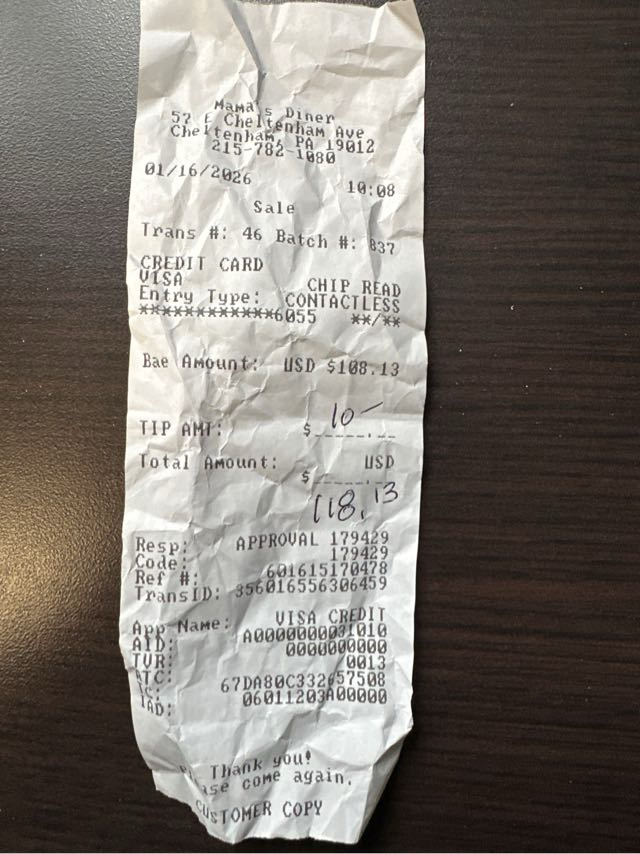 Mama's Diner
57 E Cheltenham Ave
Cheltenham, PA 19012
215-782-1080
01/16/2026 10:08
Sale
Trans #: 46 Batch #: 837
CREDIT CARD
VISA CHIP READ
Entry Type: CONTACTLESS
************6055 **/**
Bae Amount: USD $108.13
TIP AMT: $ 10-
Total Amount: USD
$ 118.13
Resp: APPROVAL 179429
Code: 179429
Ref #: 601615170478
TransID: 356016556306459
App Name: VISA CREDIT
AID: A0000000031010
TVR: 0000000000
ATC: 0013
TC: 67DA80C332657508
IAD: 06011203A00000
Thank you!
Please come again.
CUSTOMER COPY